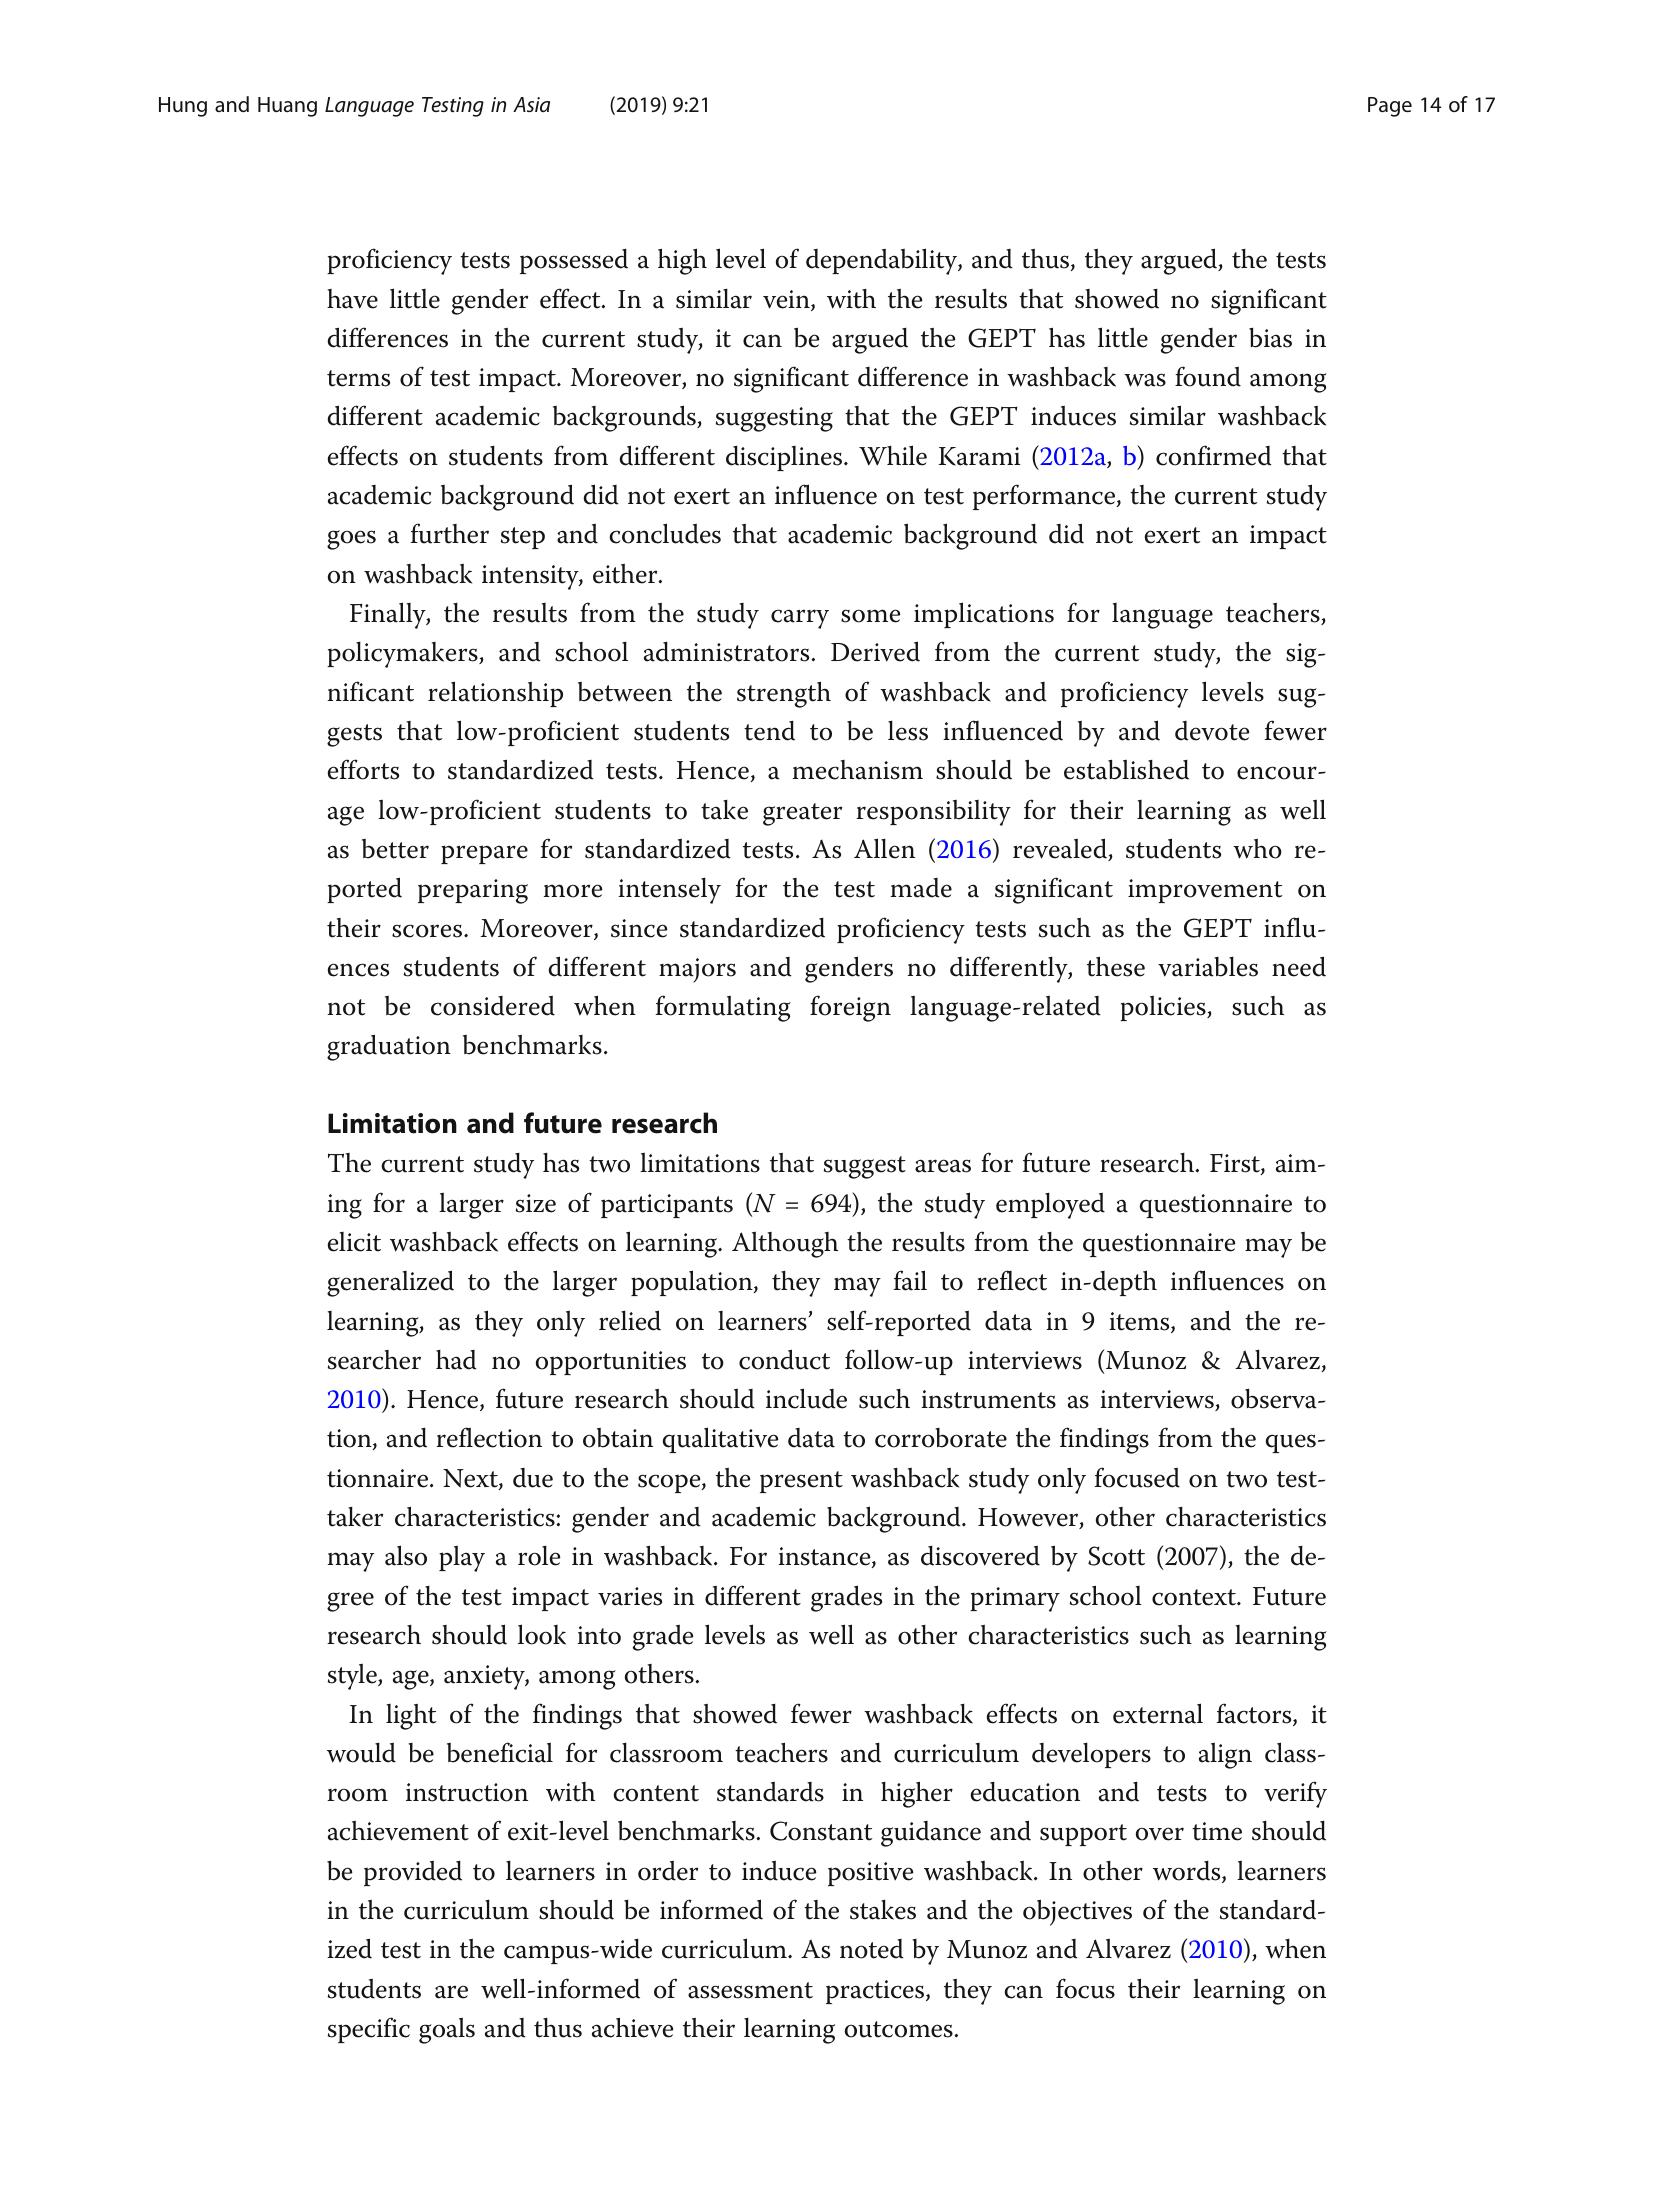 Hung and Huang Language Testing in Asia (2019) 9:21 Page 14 of 17
proficiency tests possessed a high level of dependability, and thus, they argued, the tests
have little gender effect. In a similar vein, with the results that showed no significant
differences in the current study, it can be argued the GEPT has little gender bias in
terms of test impact. Moreover, no significant difference in washback was found among
different academic backgrounds, suggesting that the GEPT induces similar washback
effects on students from different disciplines. While Karami (2012a, b) confirmed that
academic background did not exert an influence on test performance, the current study
goes a further step and concludes that academic background did not exert an impact
on washback intensity, either.
Finally, the results from the study carry some implications for language teachers,
policymakers, and school administrators. Derived from the current study, the sig-
nificant relationship between the strength of washback and proficiency levels sug-
gests that low-proficient students tend to be less influenced by and devote fewer
efforts to standardized tests. Hence, a mechanism should be established to encour-
age low-proficient students to take greater responsibility for their learning as well
as better prepare for standardized tests. As Allen (2016) revealed, students who re-
ported preparing more intensely for the test made a significant improvement on
their scores. Moreover, since standardized proficiency tests such as the GEPT influ-
ences students of different majors and genders no differently, these variables need
not be considered when formulating foreign language-related policies, such as
graduation benchmarks.
Limitation and future research
The current study has two limitations that suggest areas for future research. First, aim-
ing for a larger size of participants (N = 694), the study employed a questionnaire to
elicit washback effects on learning. Although the results from the questionnaire may be
generalized to the larger population, they may fail to reflect in-depth influences on
learning, as they only relied on learners’ self-reported data in 9 items, and the re-
searcher had no opportunities to conduct follow-up interviews (Munoz & Alvarez,
2010). Hence, future research should include such instruments as interviews, observa-
tion, and reflection to obtain qualitative data to corroborate the findings from the ques-
tionnaire. Next, due to the scope, the present washback study only focused on two test-
taker characteristics: gender and academic background. However, other characteristics
may also play a role in washback. For instance, as discovered by Scott (2007), the de-
gree of the test impact varies in different grades in the primary school context. Future
research should look into grade levels as well as other characteristics such as learning
style, age, anxiety, among others.
In light of the findings that showed fewer washback effects on external factors, it
would be beneficial for classroom teachers and curriculum developers to align class-
room instruction with content standards in higher education and tests to verify
achievement of exit-level benchmarks. Constant guidance and support over time should
be provided to learners in order to induce positive washback. In other words, learners
in the curriculum should be informed of the stakes and the objectives of the standard-
ized test in the campus-wide curriculum. As noted by Munoz and Alvarez (2010), when
students are well-informed of assessment practices, they can focus their learning on
specific goals and thus achieve their learning outcomes.